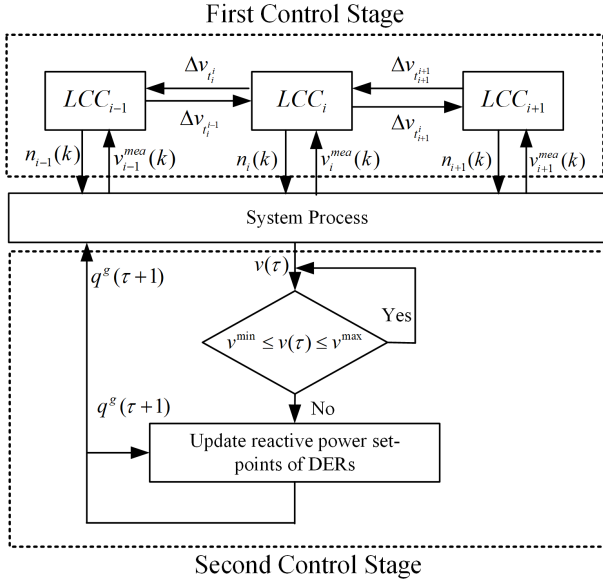 First Control Stage
Δv_{t_i^i} Δv_{t_{i+1}^{i+1}}
LCC_{i-1} LCC_i LCC_{i+1}
Δv_{t_i^{i-1}} Δv_{t_{i+1}^i}
n_{i-1}(k) v_{i-1}^{mea}(k) n_i(k) v_i^{mea}(k) n_{i+1}(k) v_{i+1}^{mea}(k)
System Process
q^g(τ+1) v(τ)
Yes
v^{min} ≤ v(τ) ≤ v^{max}
No
q^g(τ+1)
Update reactive power set-
points of DERs
Second Control Stage